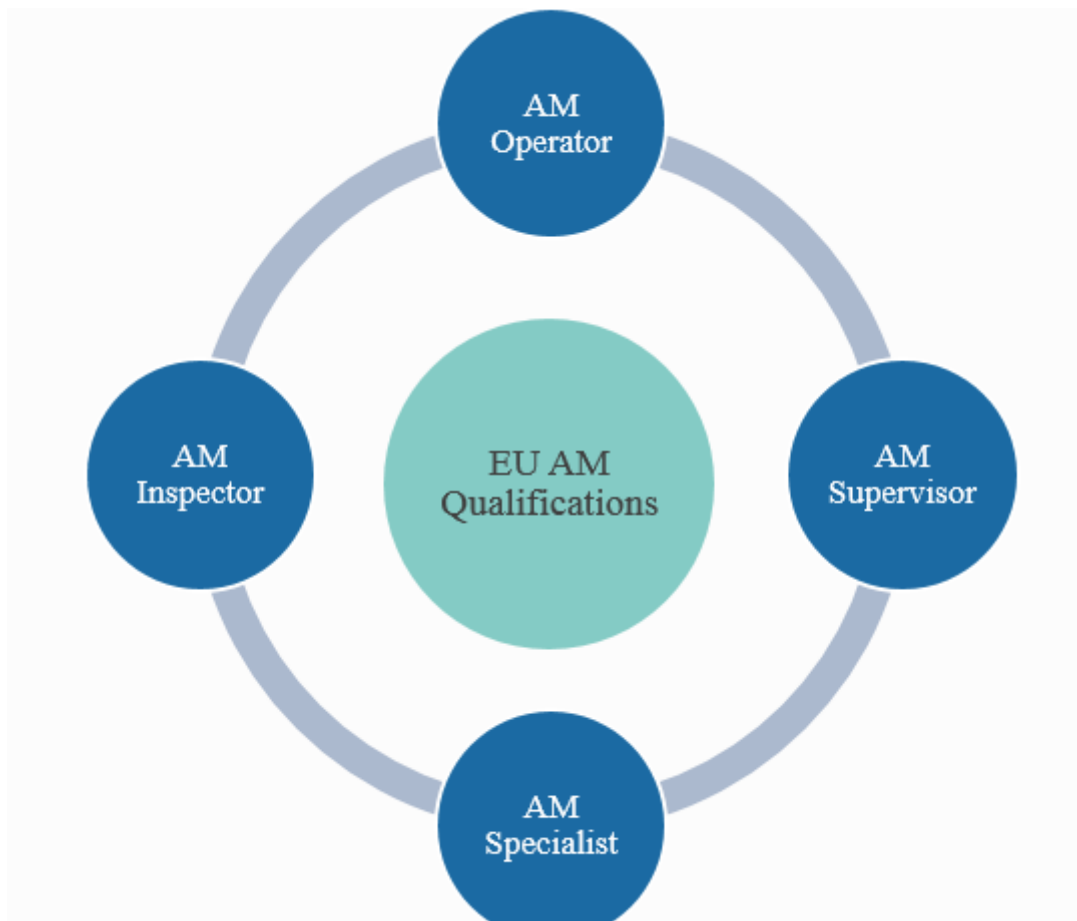 AM
Operator
AM
Inspector
EU AM
Qualifications
AM
Supervisor
AM
Specialist